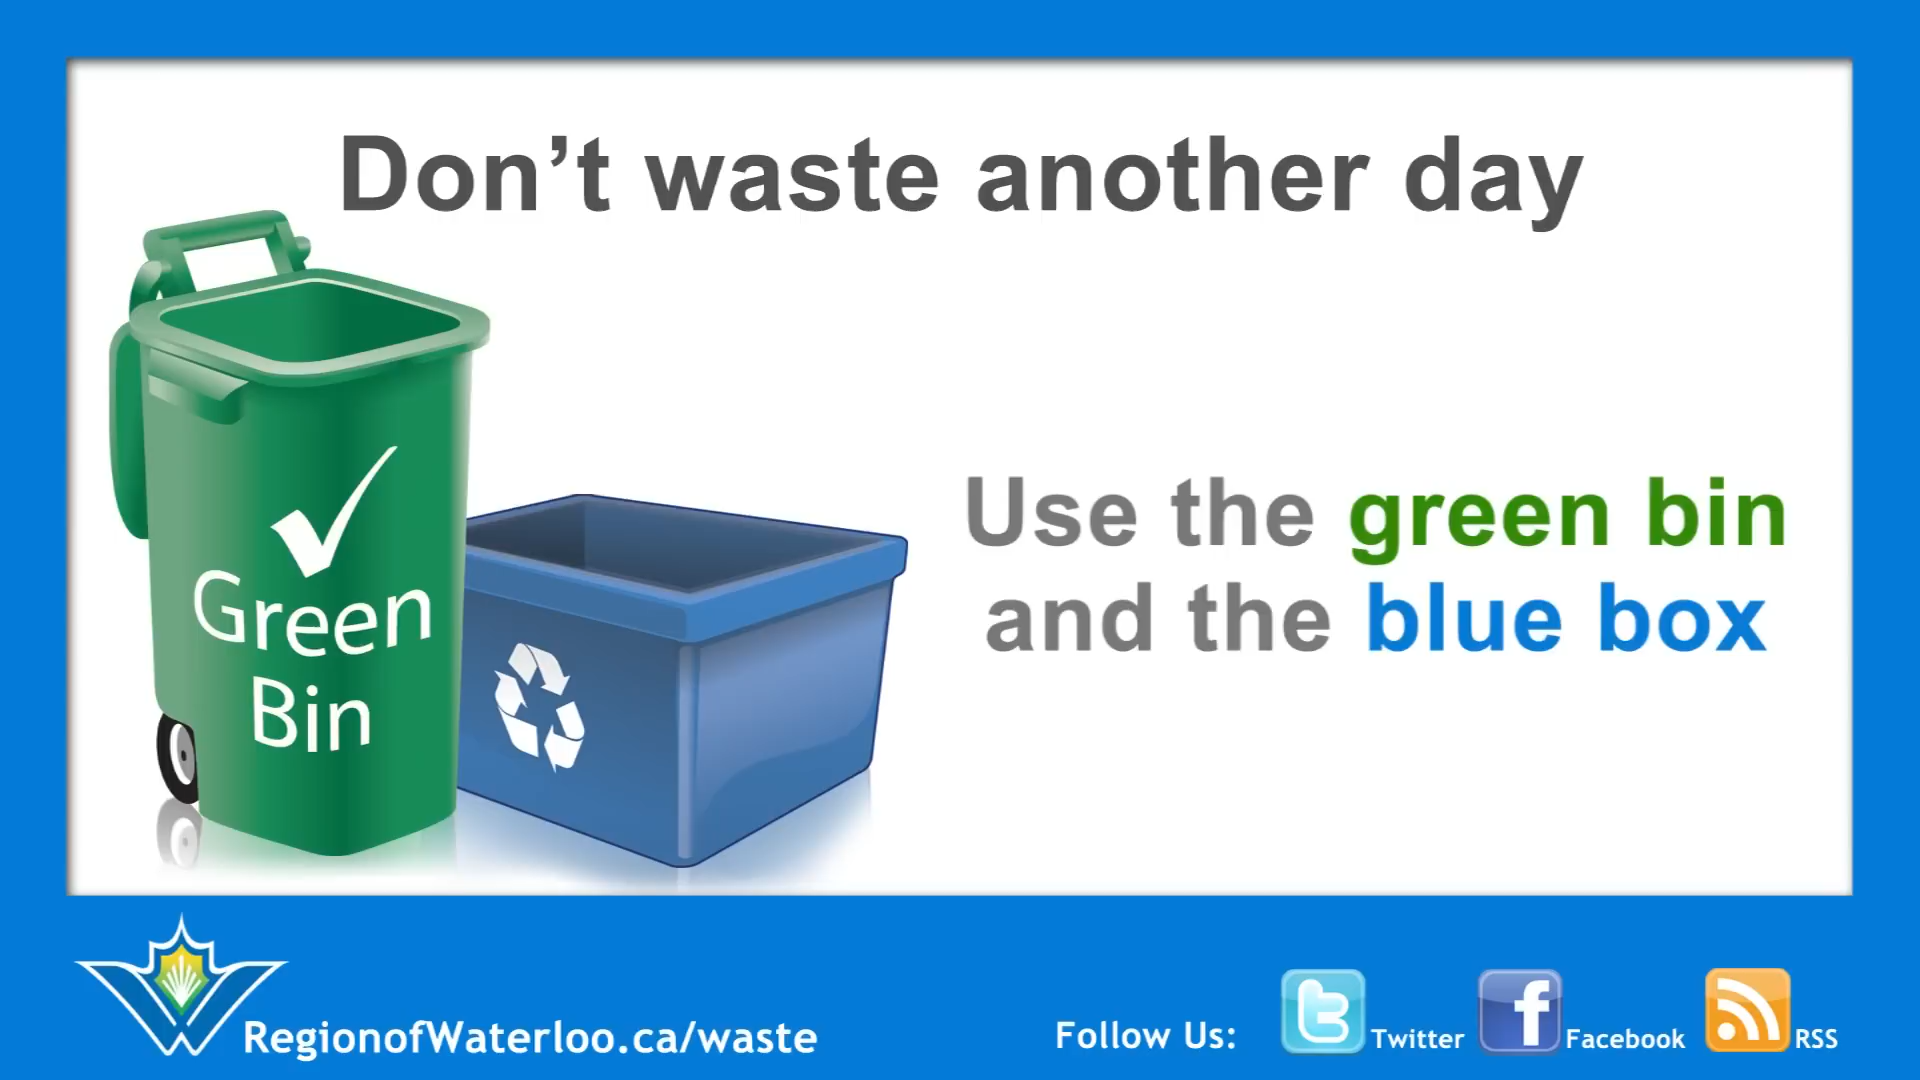 Don’t waste another day
Green
Bin
Use the green bin
and the blue box
RegionofWaterloo.ca/waste
Follow Us:
Twitter
Facebook
RSS